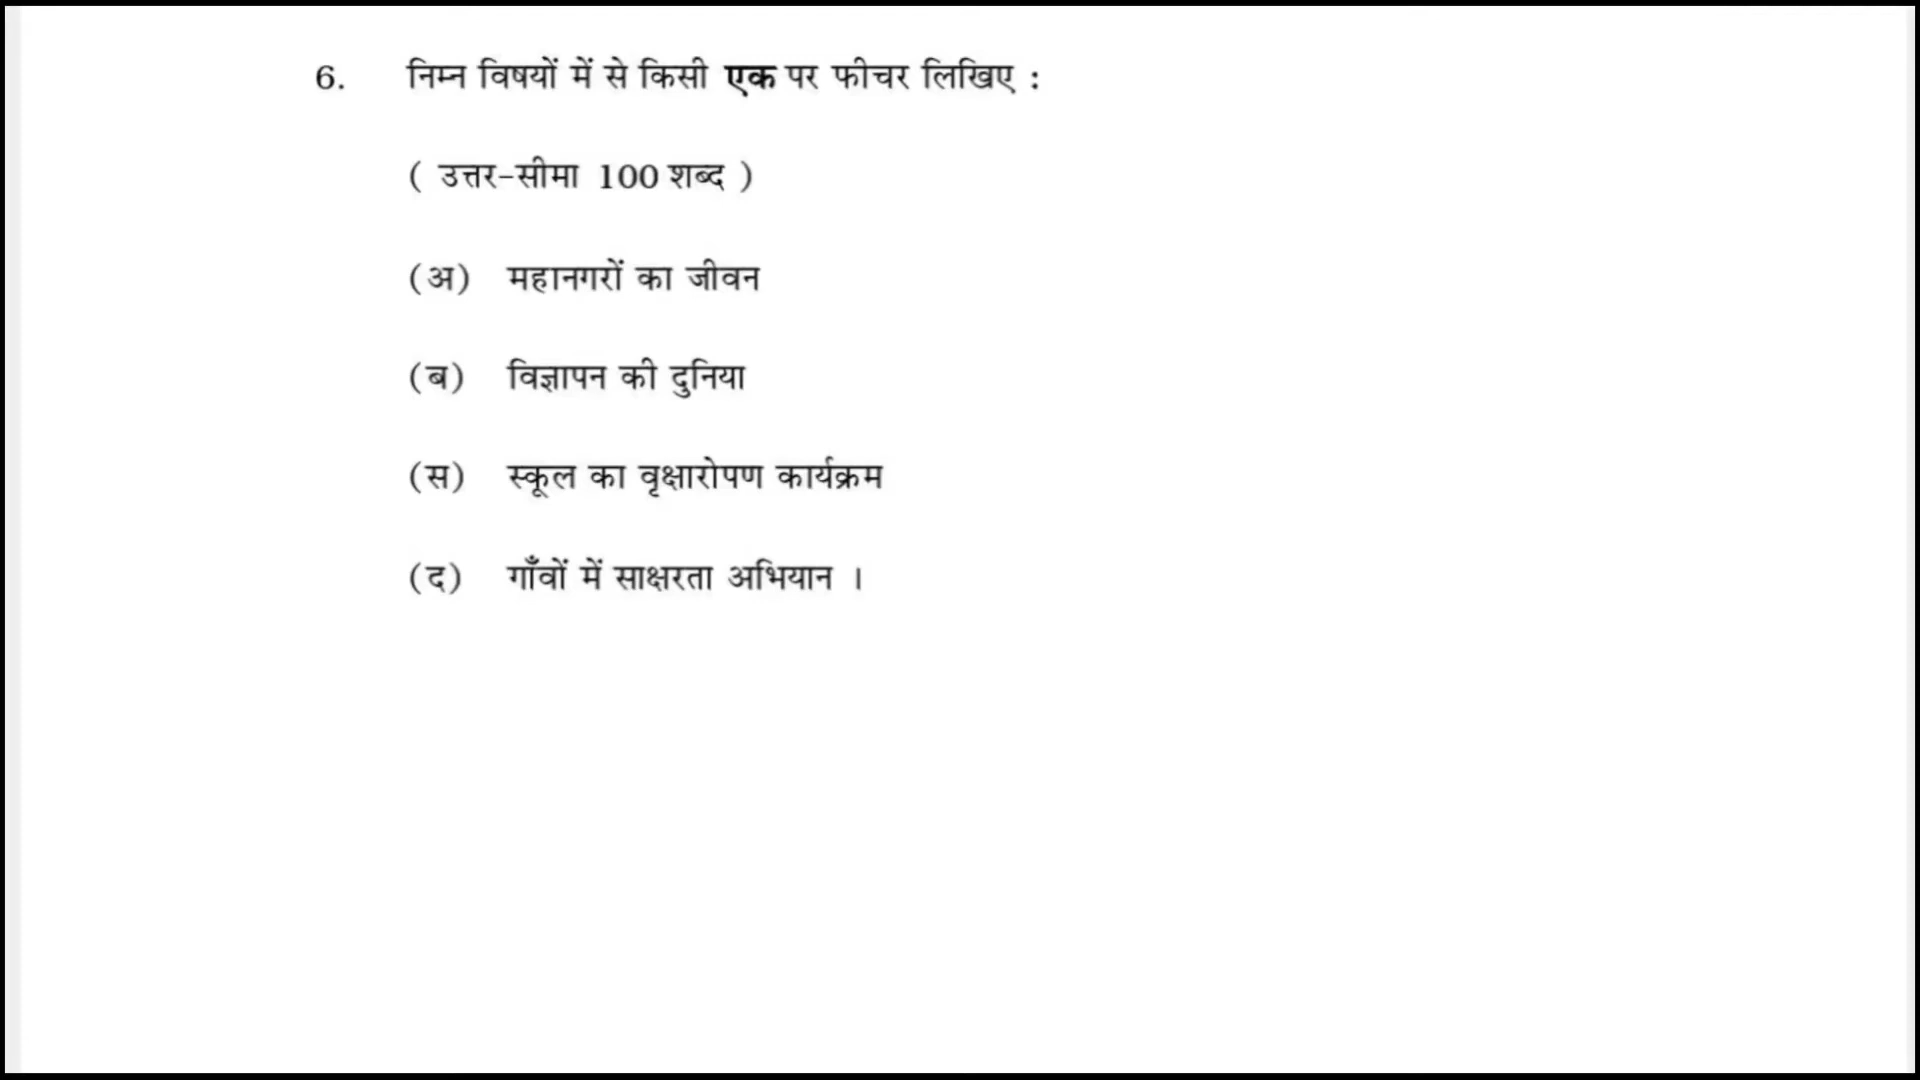 6. निम्न विषयों में से किसी एक पर फीचर लिखिए :
( उत्तर-सीमा 100 शब्द )
(अ) महानगरों का जीवन
(ब) विज्ञापन की दुनिया
(स) स्कूल का वृक्षारोपण कार्यक्रम
(द) गाँवों में साक्षरता अभियान ।